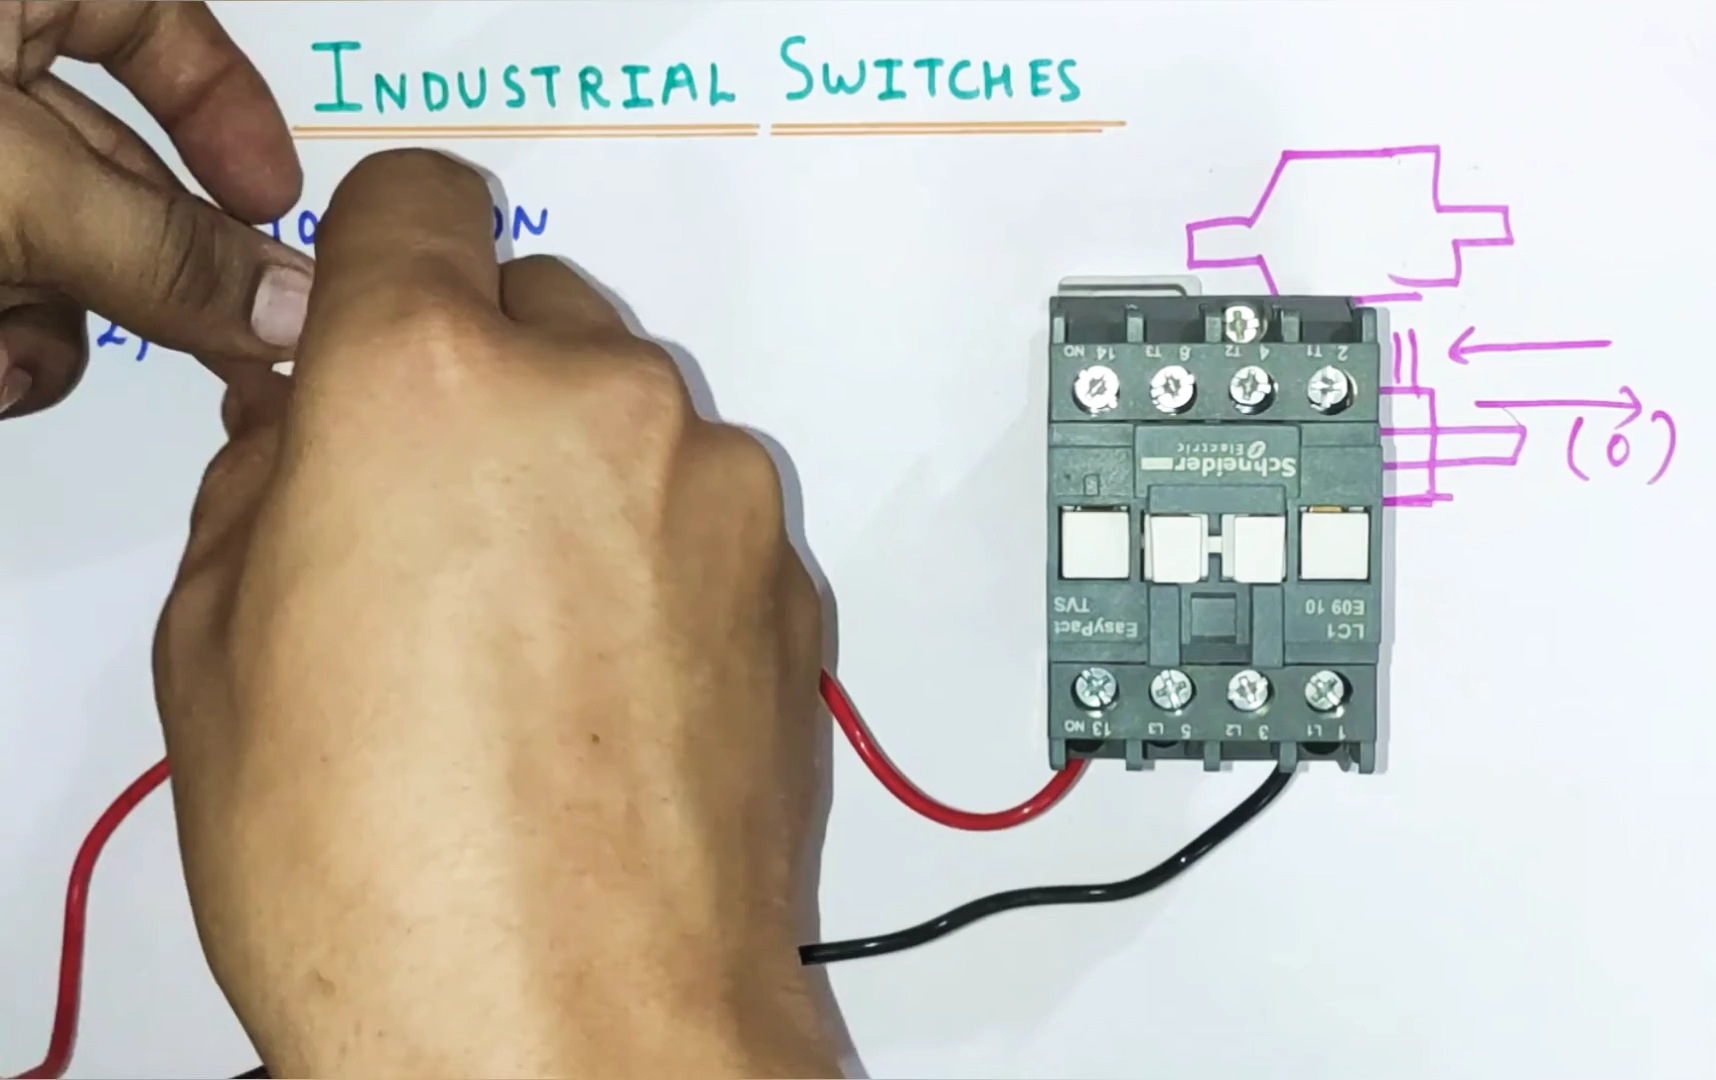 INDUSTRIAL SWITCHES
2,
NO 14 T3 6 T2 4 T1 2
Schneider
Electric
(0)
TVS
EasyPact
E09 10
LC1
NO 13 L3 5 L2 3 L1 1